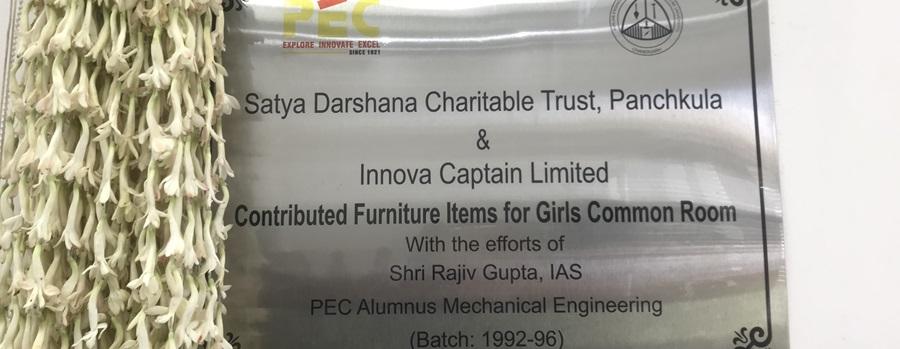 PEC
EXPLORE INNOVATE EXCEL
SINCE 1921
Satya Darshana Charitable Trust, Panchkula
&
Innova Captain Limited
Contributed Furniture Items for Girls Common Room
With the efforts of
Shri Rajiv Gupta, IAS
PEC Alumnus Mechanical Engineering
(Batch: 1992-96)